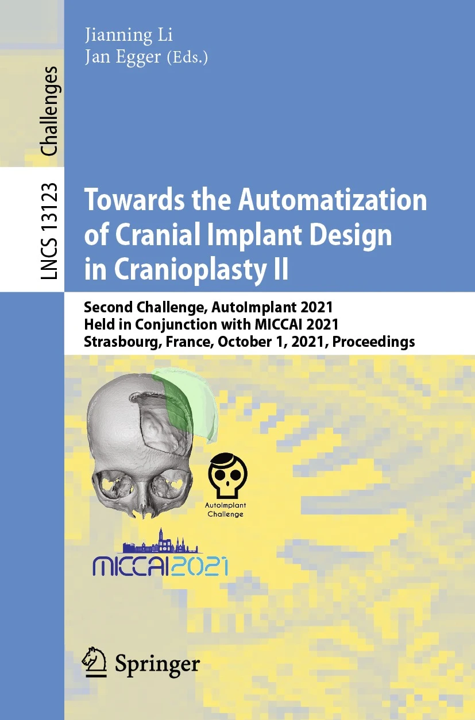 Jianning Li
Jan Egger (Eds.)
Challenges
LNCS 13123
Towards the Automatization
of Cranial Implant Design
in Cranioplasty II
Second Challenge, AutoImplant 2021
Held in Conjunction with MICCAI 2021
Strasbourg, France, October 1, 2021, Proceedings
AutoImplant
Challenge
MICCAI2021
Springer